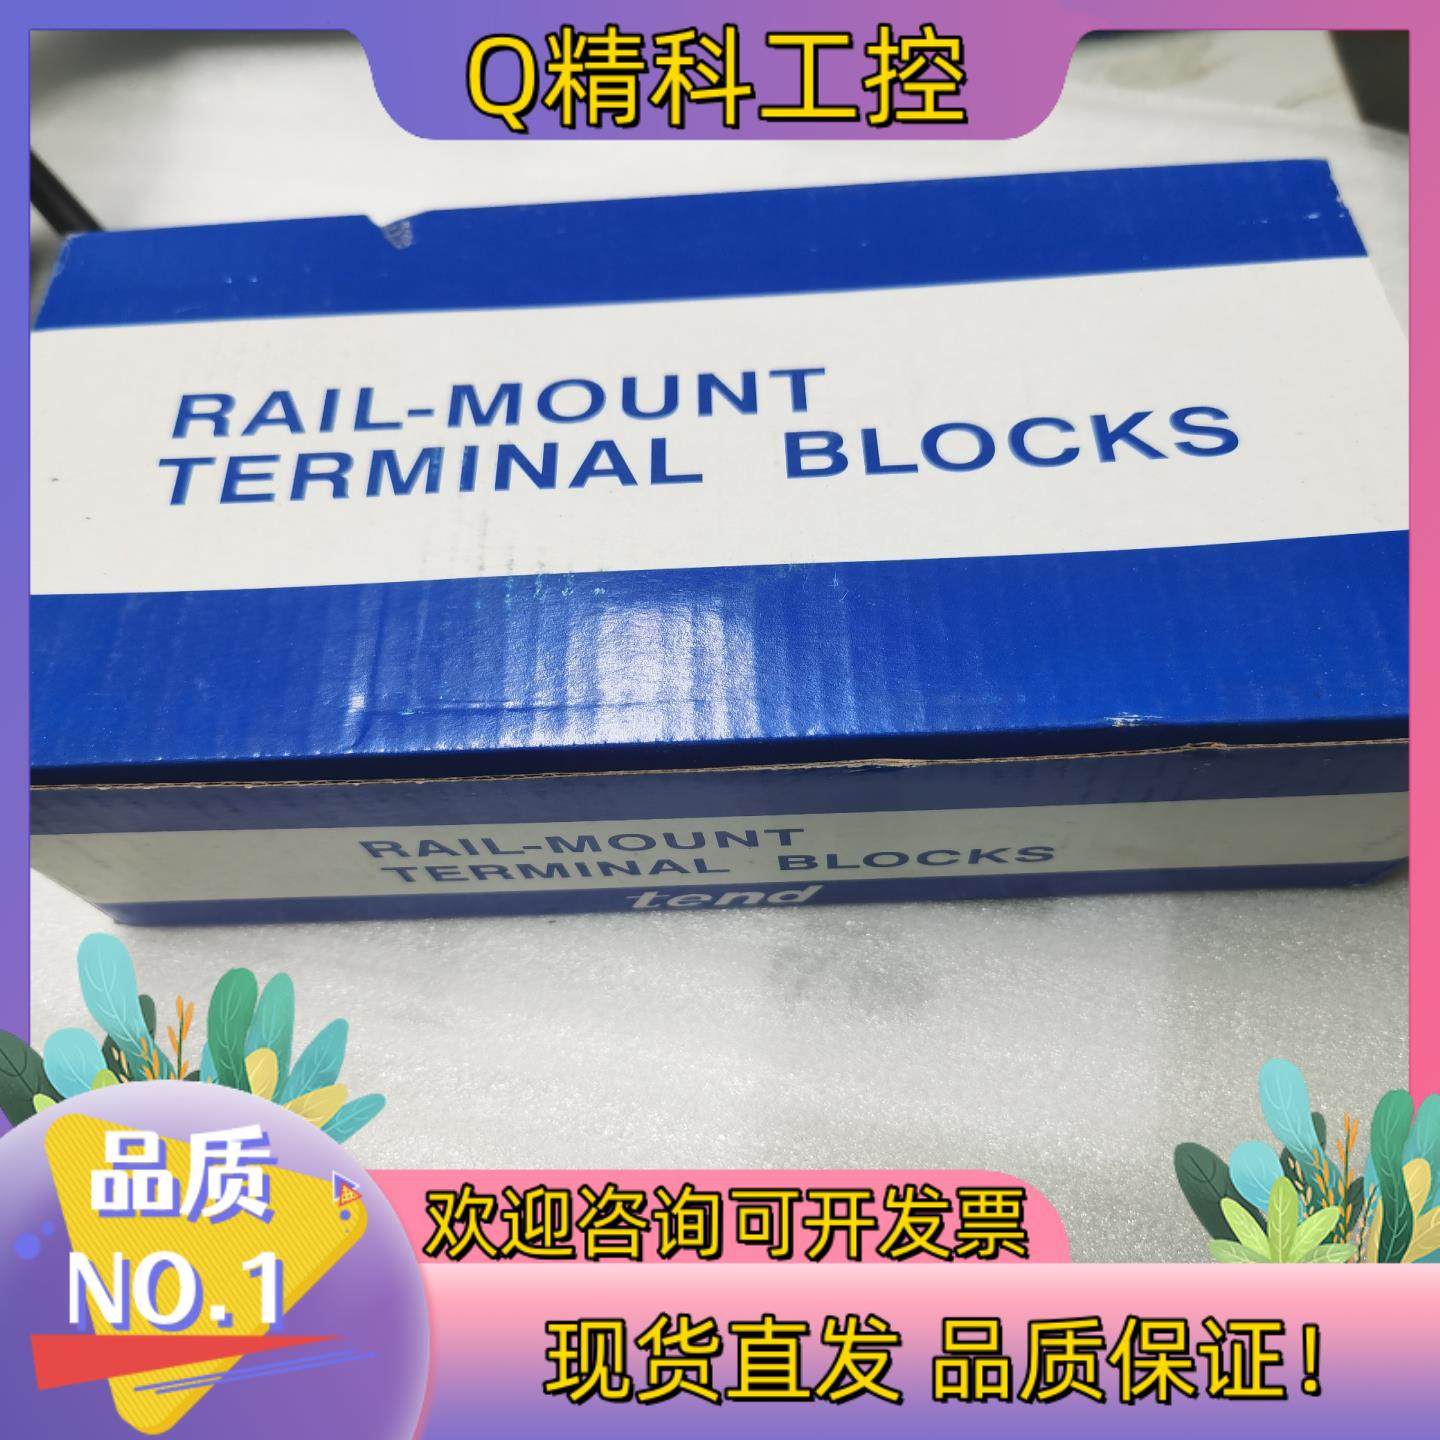 Q精科工控
RAIL-MOUNT
TERMINAL BLOCKS
RAIL-MOUNT
TERMINAL BLOCKS
tend
品质
NO.1
欢迎咨询可开发票
现货直发 品质保证！